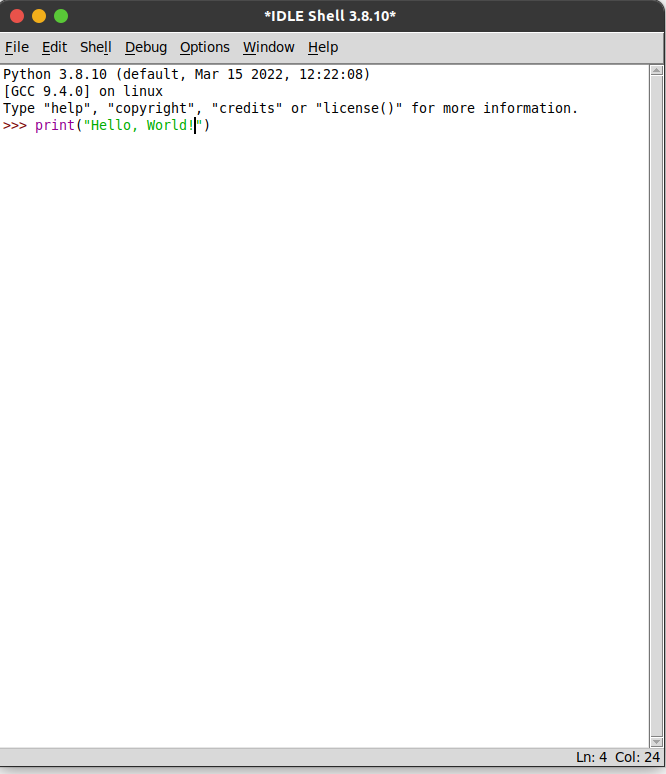 *IDLE Shell 3.8.10*
File Edit Shell Debug Options Window Help
Python 3.8.10 (default, Mar 15 2022, 12:22:08)
[GCC 9.4.0] on linux
Type "help", "copyright", "credits" or "license()" for more information.
>>> print("Hello, World!")
Ln: 4 Col: 24